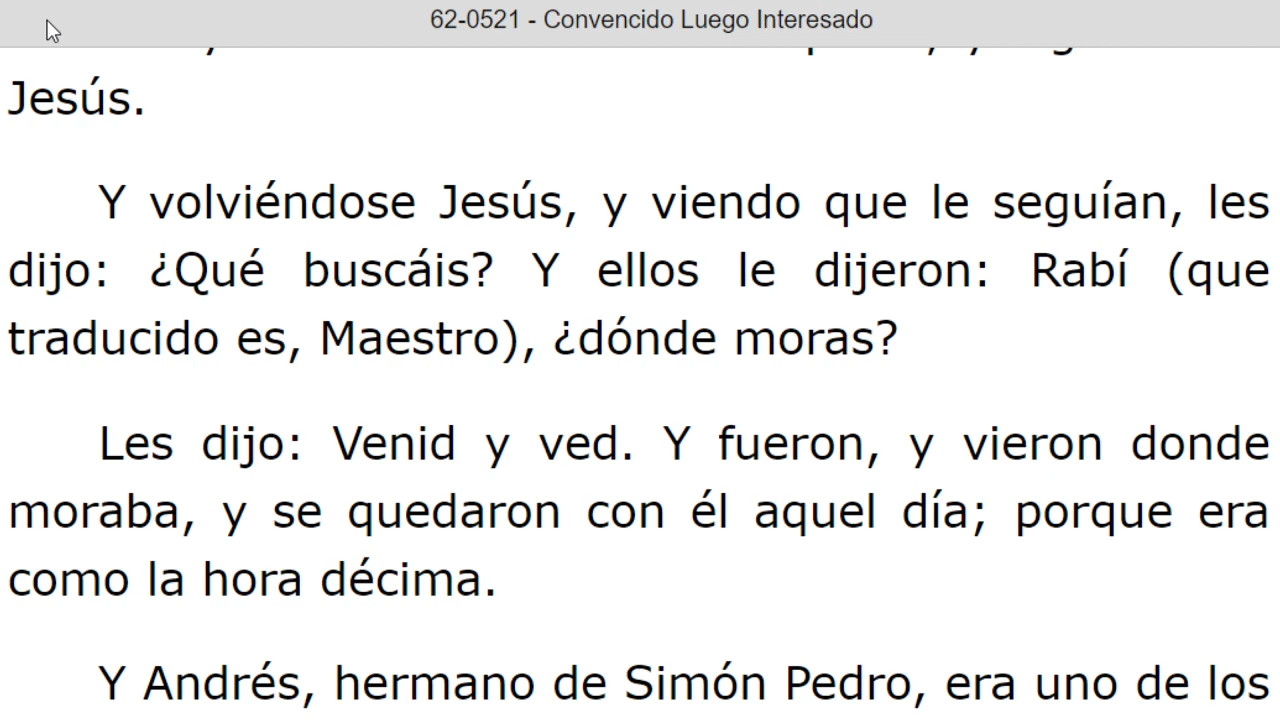 62-0521 - Convencido Luego Interesado
Jesús.
Y volviéndose Jesús, y viendo que le seguían, les
dijo: ¿Qué buscáis? Y ellos le dijeron: Rabí (que
traducido es, Maestro), ¿dónde moras?
Les dijo: Venid y ved. Y fueron, y vieron donde
moraba, y se quedaron con él aquel día; porque era
como la hora décima.
Y Andrés, hermano de Simón Pedro, era uno de los